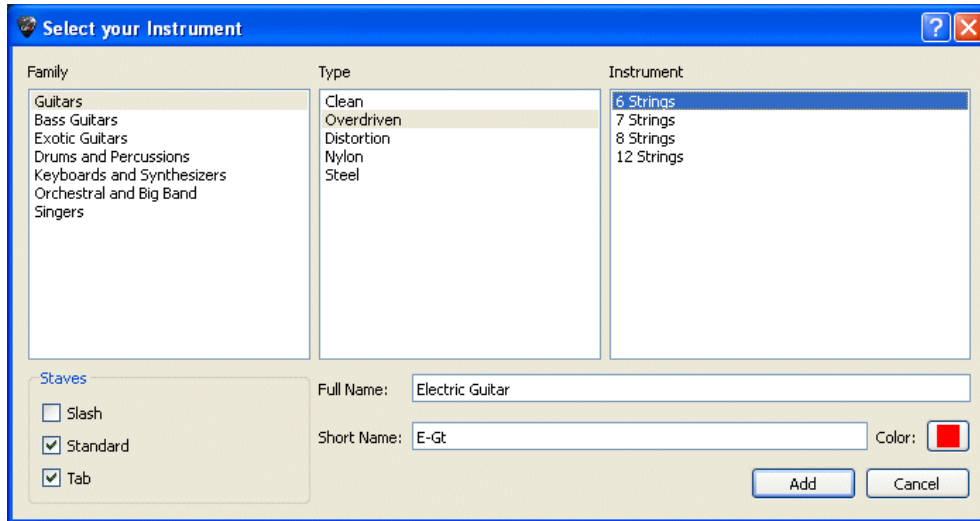 Select your Instrument
Family
Guitars
Bass Guitars
Exotic Guitars
Drums and Percussions
Keyboards and Synthesizers
Orchestral and Big Band
Singers
Type
Clean
Overdriven
Distortion
Nylon
Steel
Instrument
6 Strings
7 Strings
8 Strings
12 Strings
Staves
Slash
Standard
Tab
Full Name: Electric Guitar
Short Name: E-Gt Color:
Add Cancel